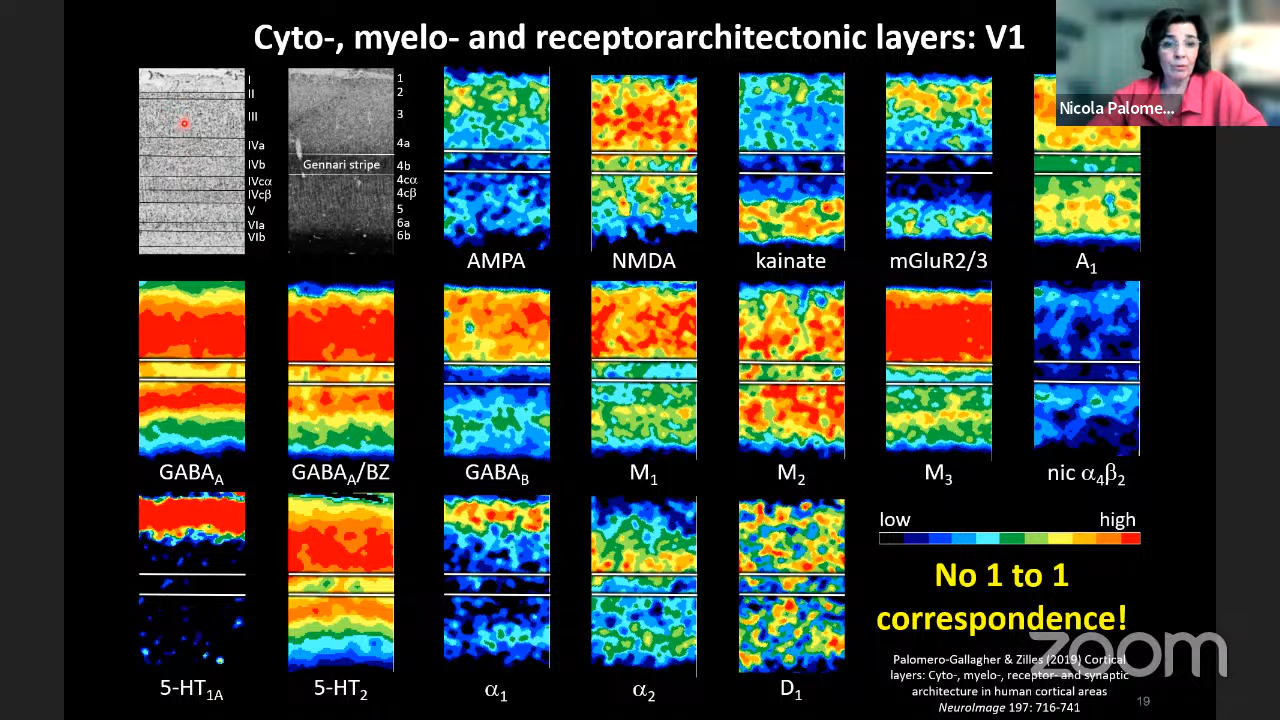 Cyto-, myelo- and receptorarchitectonic layers: V1
Nicola Palome...
I
II
III
IVa
IVb
IVcα
IVcβ
V
VIa
VIb
1
2
3
4a
Gennari stripe
4b
4cα
4cβ
5
6a
6b
AMPA
NMDA
kainate
mGluR2/3
A1
GABAA
GABAA/BZ
GABAB
M1
M2
M3
nic α4β2
low
high
No 1 to 1
correspondence!
5-HT1A
5-HT2
α1
α2
D1
Palomero-Gallagher & Zilles (2019) Cortical
layers: Cyto-, myelo-, receptor- and synaptic
architecture in human cortical areas
NeuroImage 197: 716-741
zoom
19